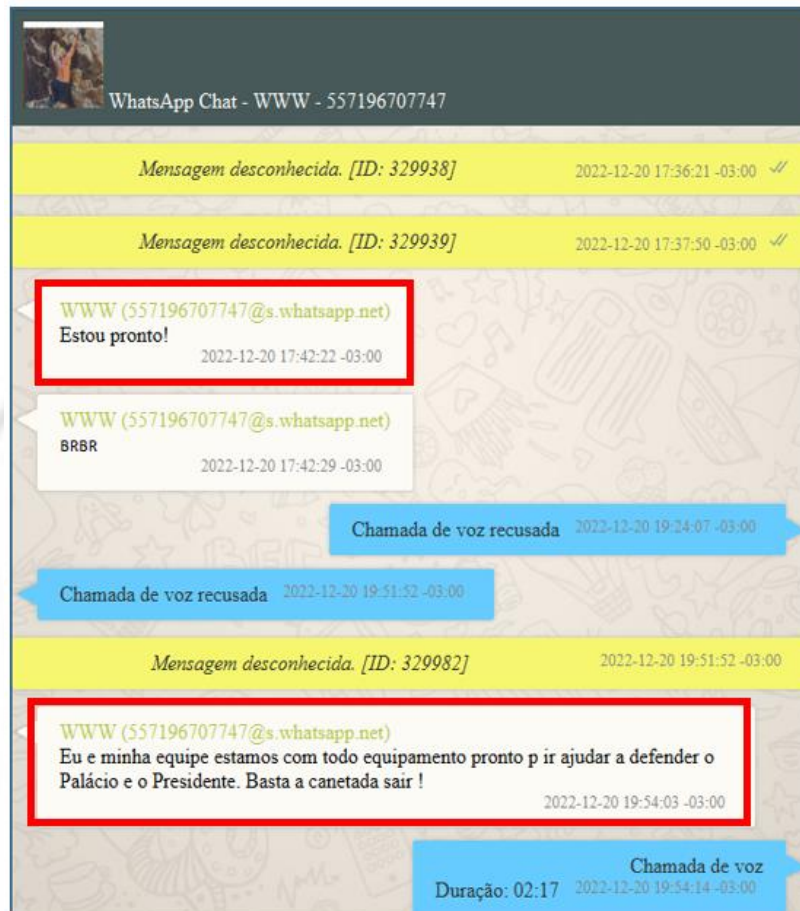 WhatsApp Chat - WWW - 557196707747
Mensagem desconhecida. [ID: 329938] 2022-12-20 17:36:21 -03:00
Mensagem desconhecida. [ID: 329939] 2022-12-20 17:37:50 -03:00
WWW (557196707747@s.whatsapp.net)
Estou pronto!
2022-12-20 17:42:22 -03:00
WWW (557196707747@s.whatsapp.net)
BRBR
2022-12-20 17:42:29 -03:00
Chamada de voz recusada 2022-12-20 19:24:07 -03:00
Chamada de voz recusada 2022-12-20 19:51:52 -03:00
Mensagem desconhecida. [ID: 329982] 2022-12-20 19:51:52 -03:00
WWW (557196707747@s.whatsapp.net)
Eu e minha equipe estamos com todo equipamento pronto p ir ajudar a defender o
Palácio e o Presidente. Basta a canetada sair !
2022-12-20 19:54:03 -03:00
Chamada de voz
Duração: 02:17 2022-12-20 19:54:14 -03:00